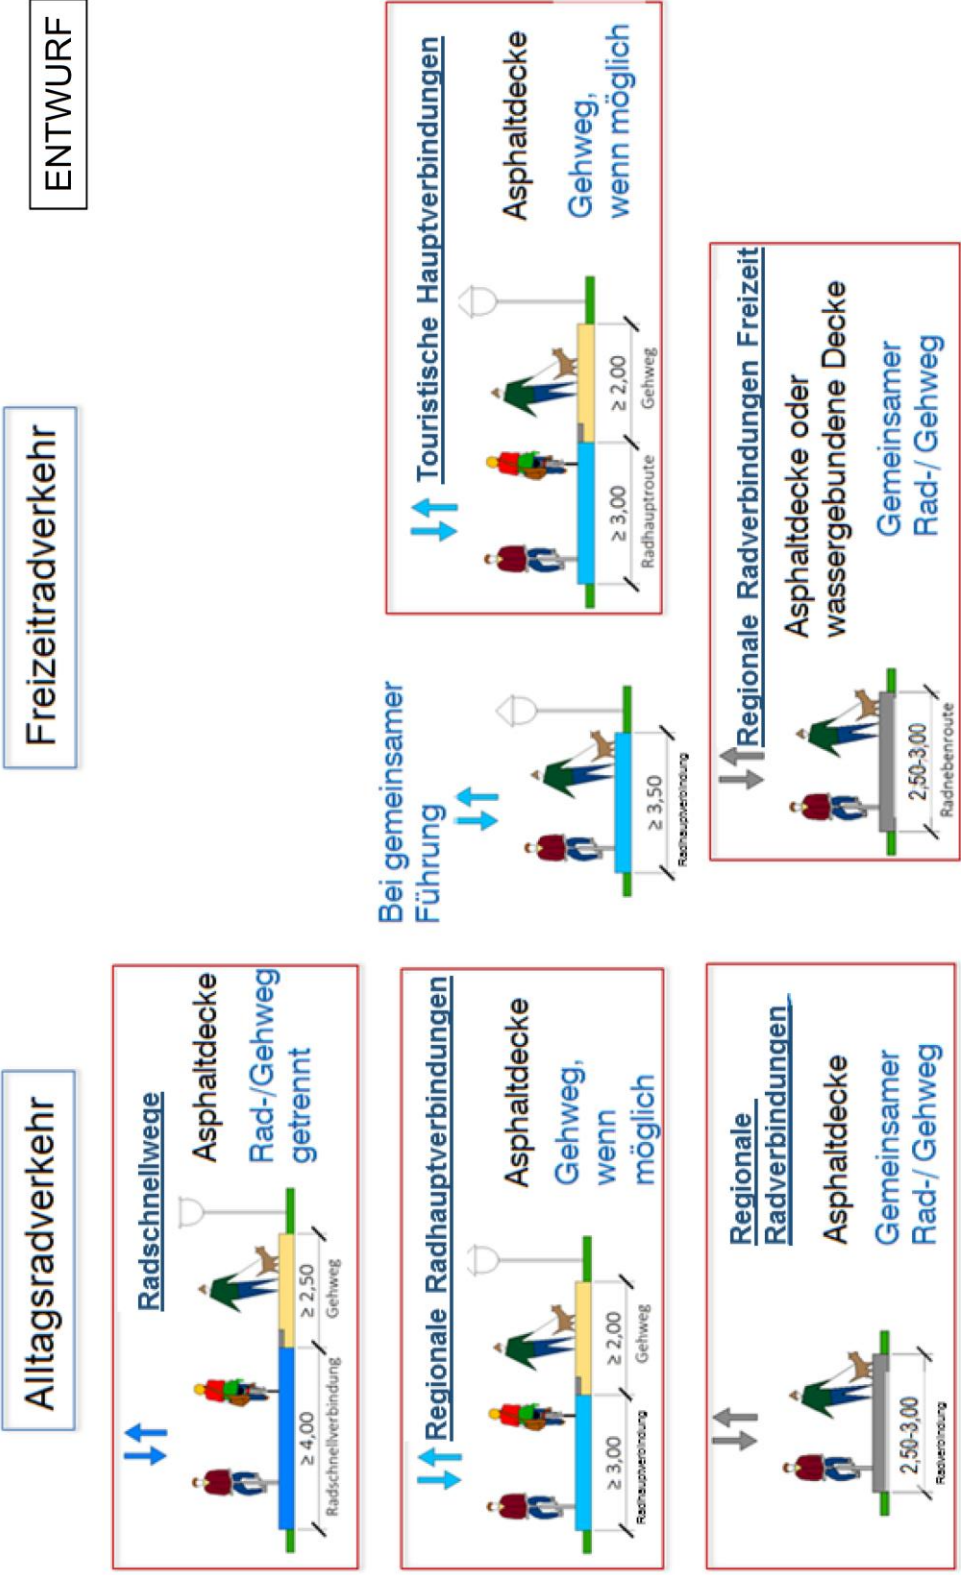 Alltagsradverkehr
Freizeitradverkehr
ENTWURF
Radschnellwege
Asphaltdecke
Rad-/Gehweg
getrennt
≥ 4,00
≥ 2,50
Radschnellverbindung
Gehweg
Regionale Radhauptverbindungen
Asphaltdecke
Gehweg,
wenn
möglich
≥ 3,00
≥ 2,00
Radhauptverbindung
Gehweg
Bei gemeinsamer
Führung
≥ 3,50
Radhauptverbindung
Touristische Hauptverbindungen
Asphaltdecke
Gehweg,
wenn möglich
≥ 3,00
≥ 2,00
Radhauptroute
Gehweg
Regionale
Radverbindungen
Asphaltdecke
Gemeinsamer
Rad-/ Gehweg
2,50-3,00
Radverbindung
Regionale Radverbindungen Freizeit
Asphaltdecke oder
wassergebundene Decke
Gemeinsamer
Rad-/ Gehweg
2,50-3,00
Radnebenroute